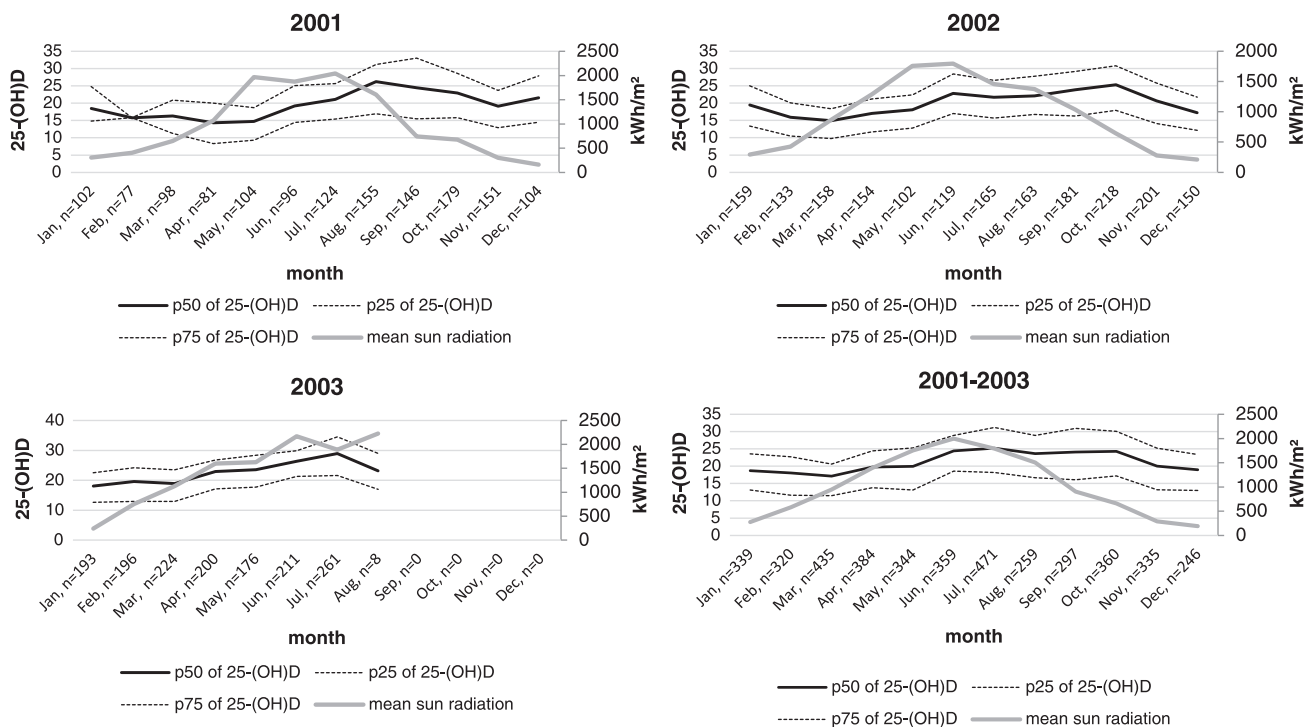 2001
35
30
25
20
15
10
5
0
25-(OH)D
2500
2000
1500
1000
500
0
kWh/m²
Jan, n=102
Feb, n=77
Mar, n=98
Apr, n=81
May, n=104
Jun, n=96
Jul, n=124
Aug, n=155
Sep, n=146
Oct, n=179
Nov, n=151
Dec, n=104
month
p50 of 25-(OH)D
p25 of 25-(OH)D
p75 of 25-(OH)D
mean sun radiation
2002
35
30
25
20
15
10
5
0
25-(OH)D
2000
1500
1000
500
0
kWh/m²
Jan, n=159
Feb, n=133
Mar, n=158
Apr, n=154
May, n=102
Jun, n=119
Jul, n=165
Aug, n=163
Sep, n=181
Oct, n=218
Nov, n=201
Dec, n=150
month
p50 of 25-(OH)D
p25 of 25-(OH)D
p75 of 25-(OH)D
mean sun radiation
2003
40
30
20
10
0
25-(OH)D
2500
2000
1500
1000
500
0
kWh/m²
Jan, n=193
Feb, n=196
Mar, n=224
Apr, n=200
May, n=176
Jun, n=211
Jul, n=261
Aug, n=8
Sep, n=0
Oct, n=0
Nov, n=0
Dec, n=0
month
p50 of 25-(OH)D
p25 of 25-(OH)D
p75 of 25-(OH)D
mean sun radiation
2001-2003
35
30
25
20
15
10
5
0
25-(OH)D
2500
2000
1500
1000
500
0
kWh/m²
Jan, n=339
Feb, n=320
Mar, n=435
Apr, n=384
May, n=344
Jun, n=359
Jul, n=471
Aug, n=259
Sep, n=297
Oct, n=360
Nov, n=335
Dec, n=246
month
p50 of 25-(OH)D
p25 of 25-(OH)D
p75 of 25-(OH)D
mean sun radiation